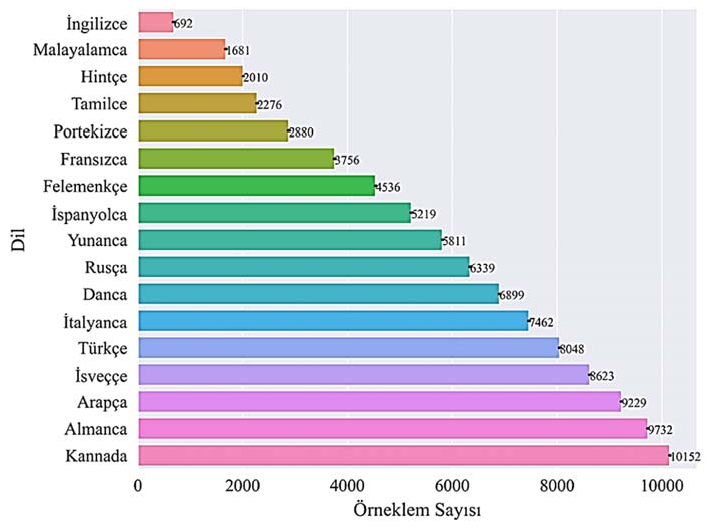 İngilizce 692
Malayalamca 1681
Hintçe 2010
Tamilce 2276
Portekizce 2880
Fransızca 3756
Felemenkçe 4536
İspanyolca 5219
Yunanca 5811
Rusça 6339
Danca 6899
İtalyanca 7462
Türkçe 8048
İsveççe 8623
Arapça 9229
Almanca 9732
Kannada 10152
Dil
0 2000 4000 6000 8000 10000
Örneklem Sayısı